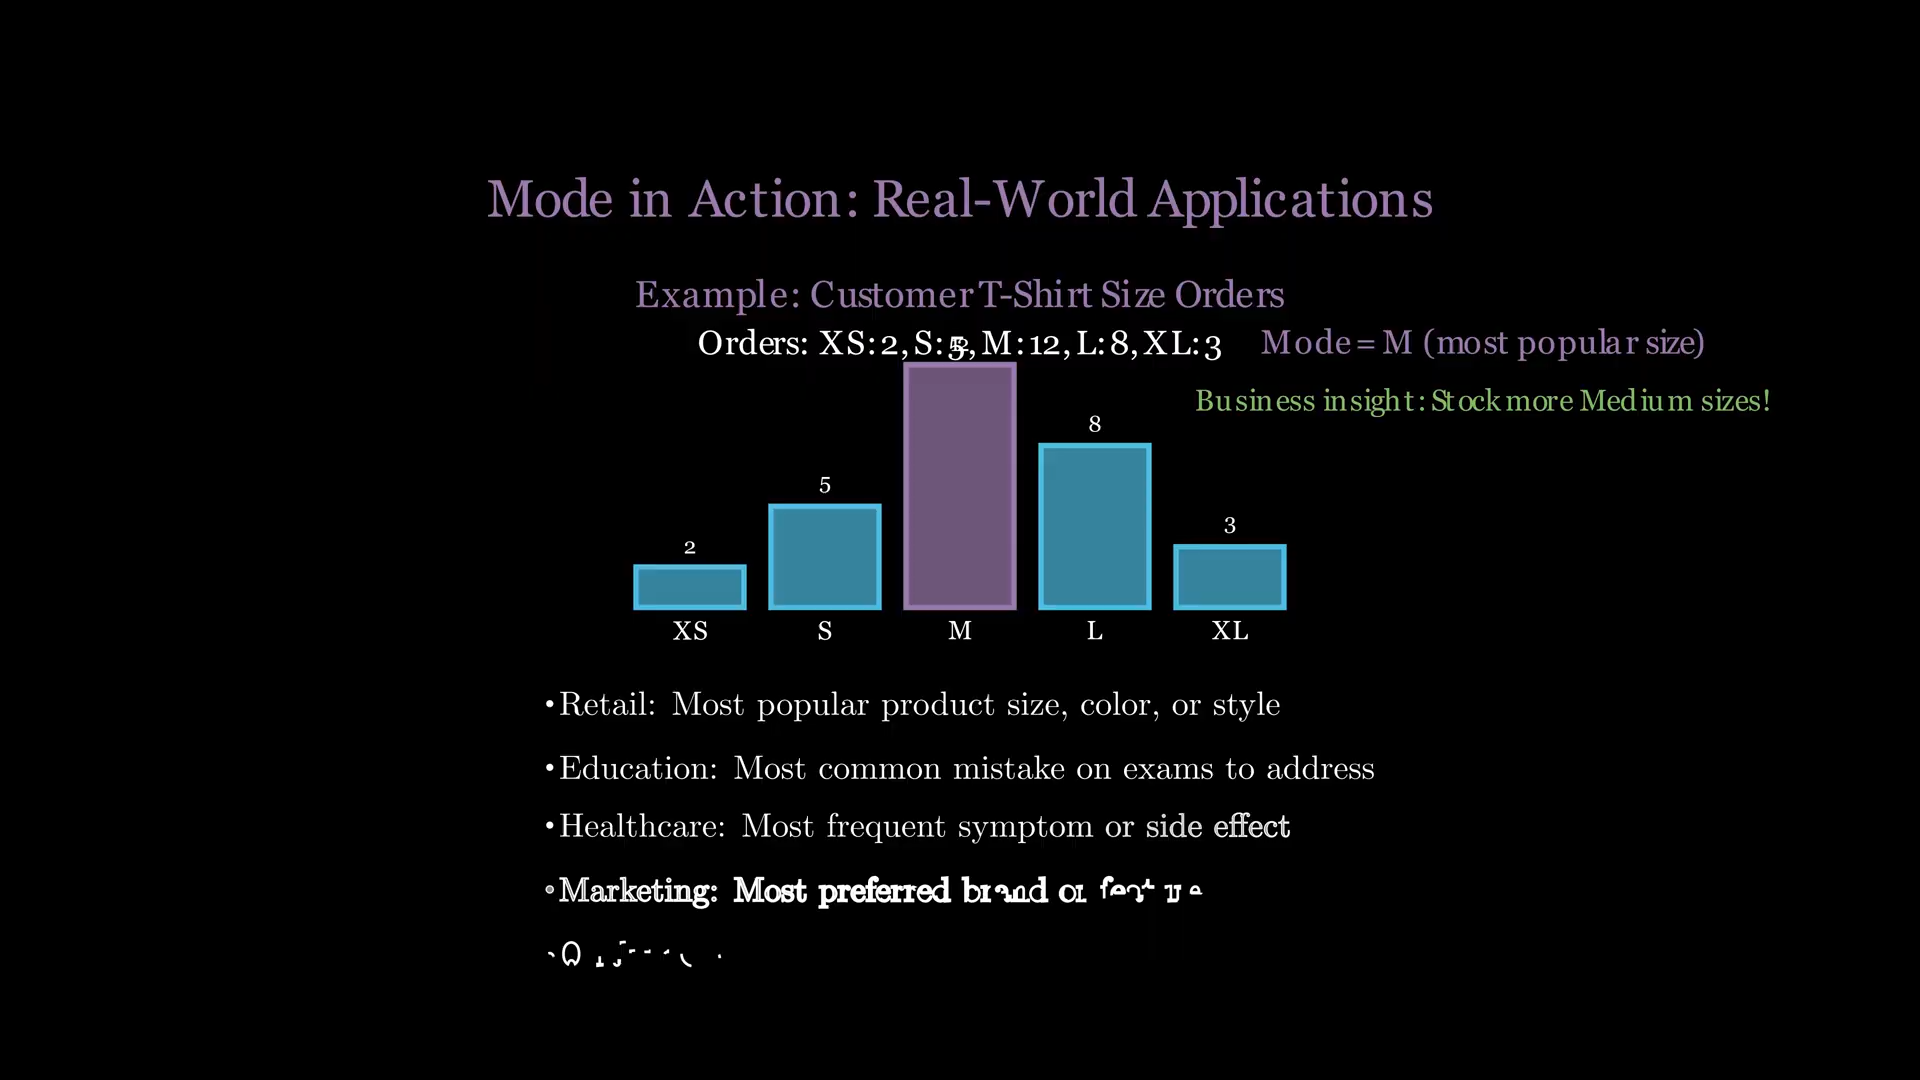 Mode in Action: Real-World Applications
Example: Customer T-Shirt Size Orders
Orders: XS:2, S:5, M:12, L:8, XL:3
Mode = M (most popular size)
Business insight: Stock more Medium sizes!
8
5
3
2
XS S M L XL
•Retail: Most popular product size, color, or style
•Education: Most common mistake on exams to address
•Healthcare: Most frequent symptom or side effect
•Marketing: Most preferred brand or